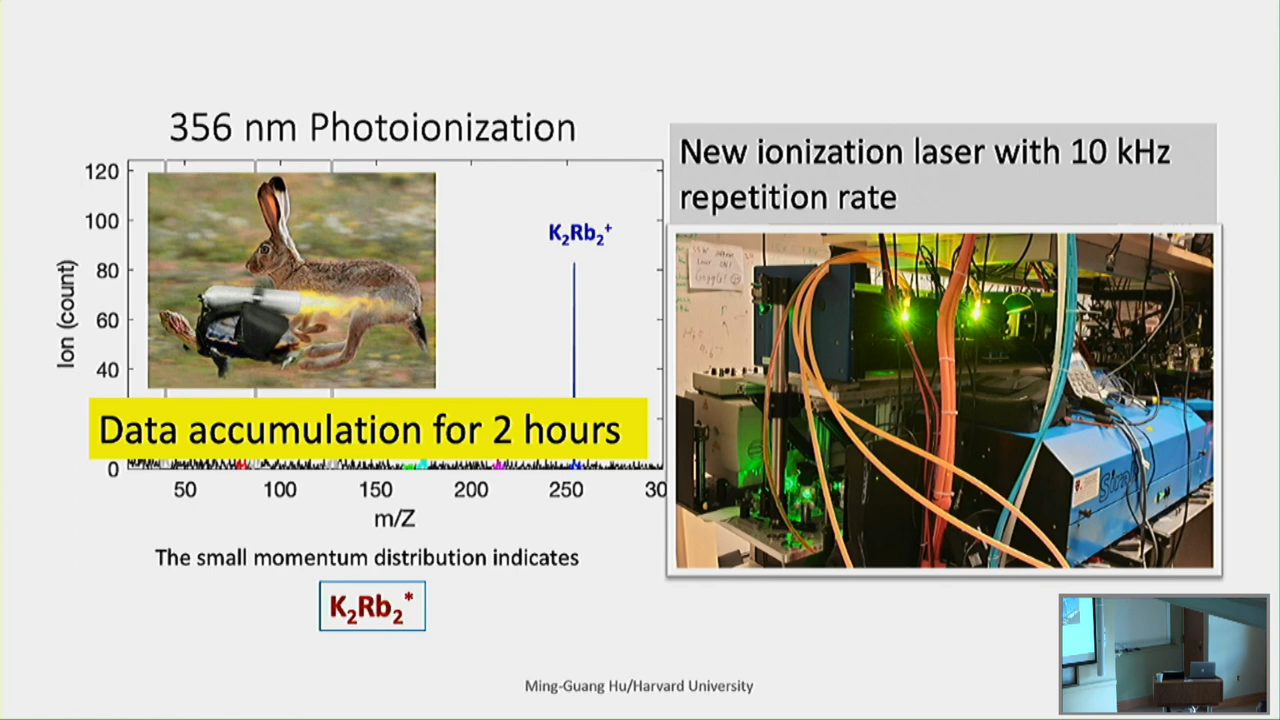 356 nm Photoionization
120
100
80
60
40
0
Ion (count)
K₂Rb₂⁺
Data accumulation for 2 hours
50
100
150
200
250
30
m/Z
The small momentum distribution indicates
K₂Rb₂*
New ionization laser with 10 kHz
repetition rate
Sirah
Ming-Guang Hu/Harvard University